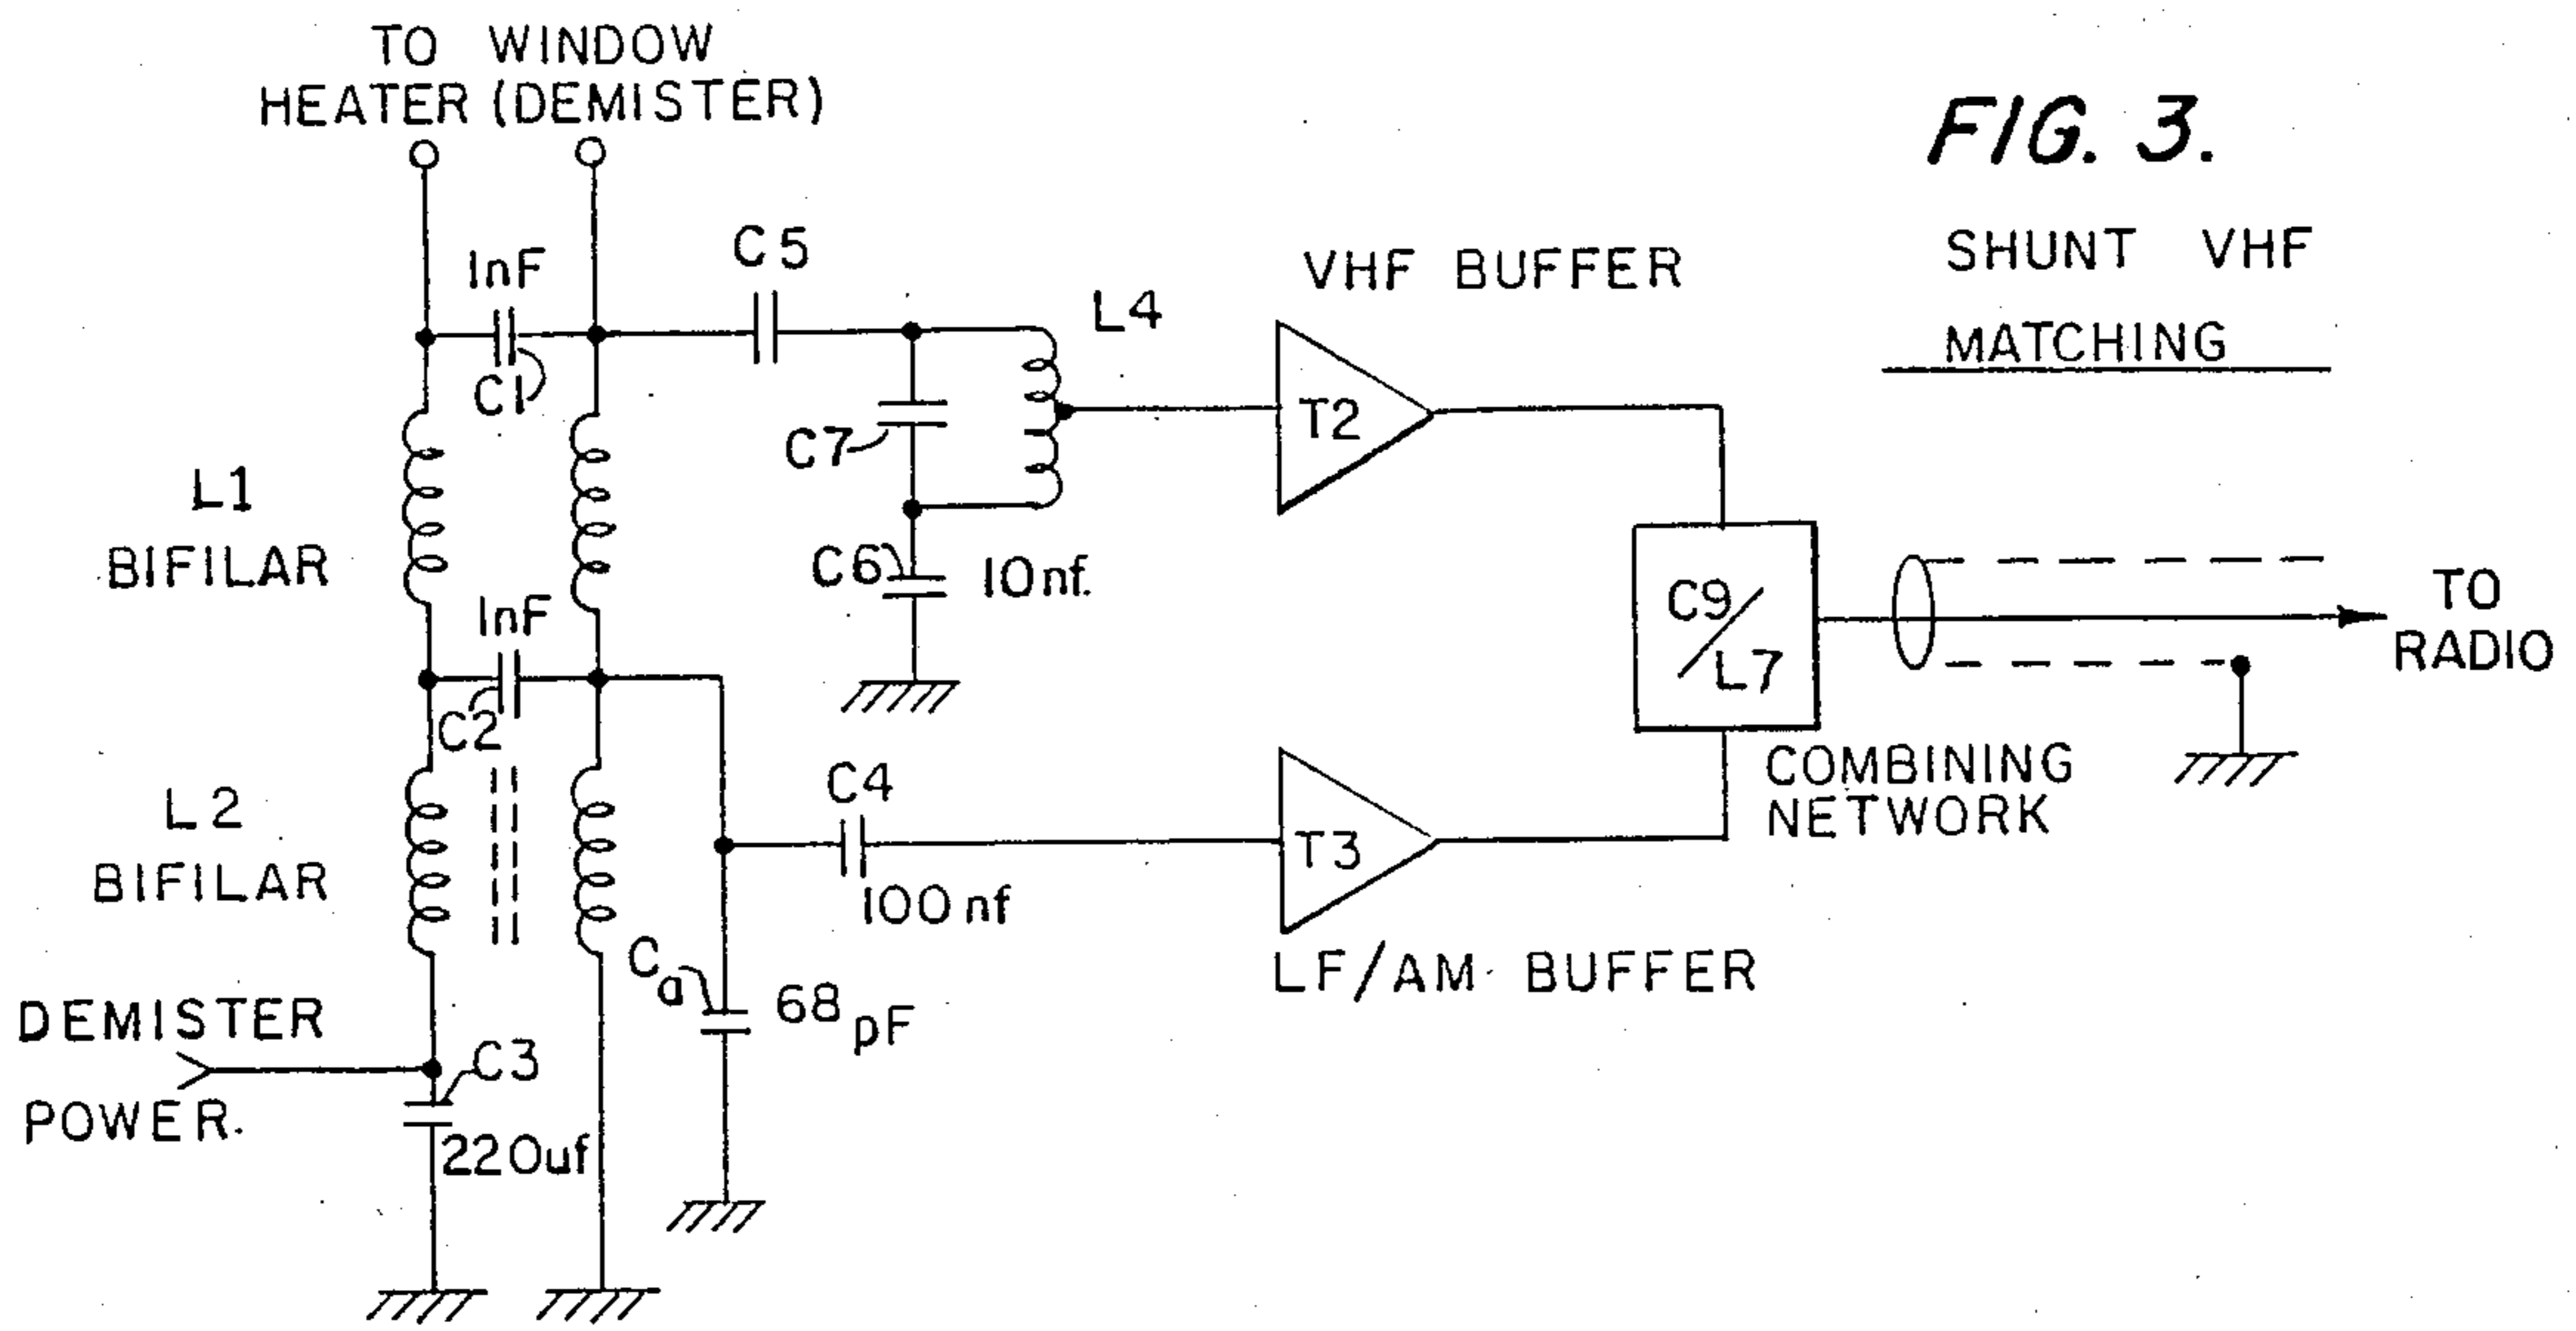 TO WINDOW
HEATER (DEMISTER)
FIG. 3.
SHUNT VHF
MATCHING
1nF
C1
C5
L4
VHF BUFFER
T2
C7
L1
BIFILAR
C6
10nf.
1nF
C2
C9/L7
TO
RADIO
COMBINING
NETWORK
L2
BIFILAR
C4
100nf
T3
LF/AM BUFFER
Ca
68pF
DEMISTER
POWER.
C3
220uf